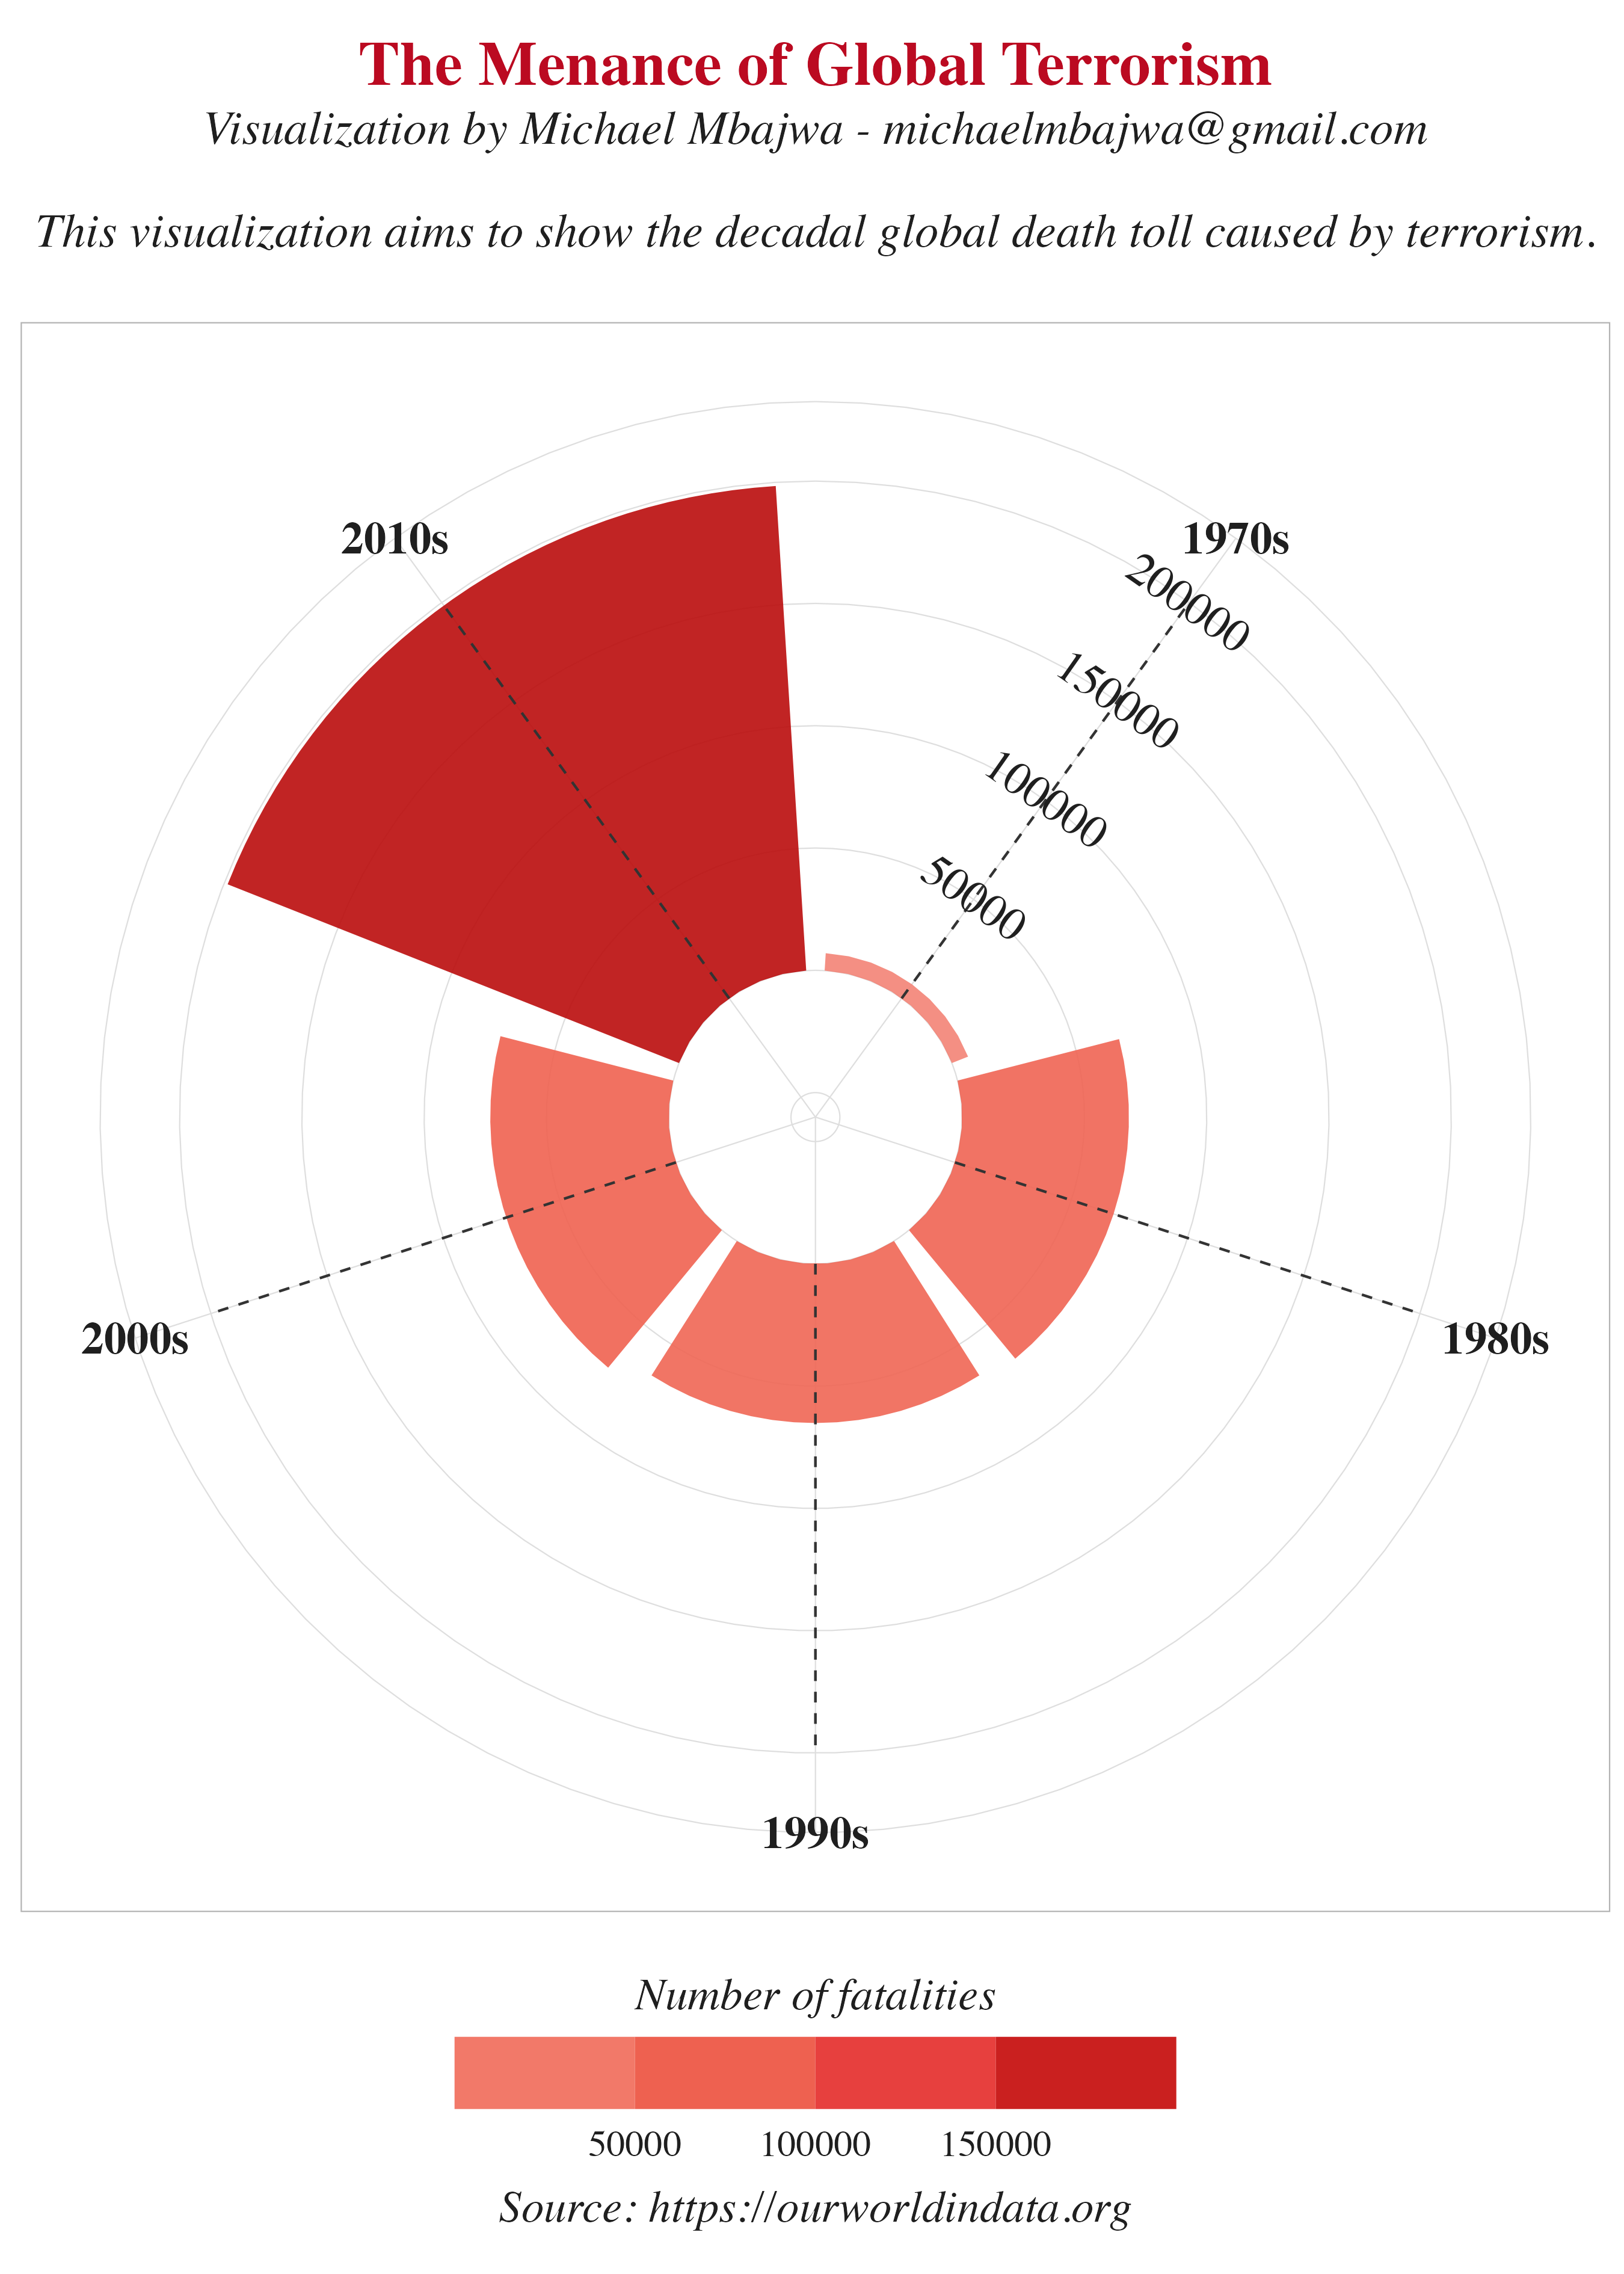 The Menance of Global Terrorism
Visualization by Michael Mbajwa - michaelmbajwa@gmail.com
This visualization aims to show the decadal global death toll caused by terrorism.
2010s
1970s
200000
150000
100000
50000
2000s
1980s
1990s
Number of fatalities
50000 100000 150000
Source: https://ourworldindata.org